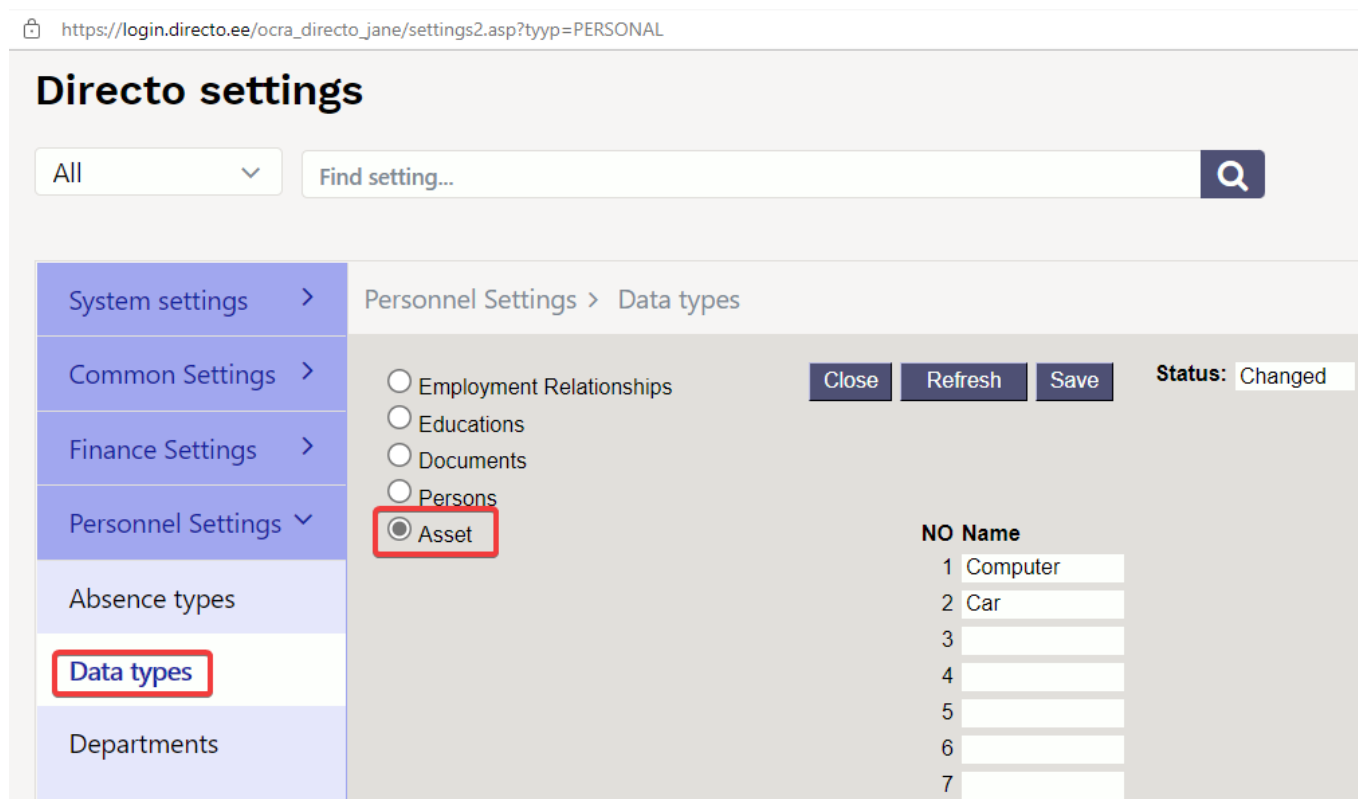 https://login.directo.ee/ocra_directo_jane/settings2.asp?tyyp=PERSONAL
Directo settings
All
Find setting...
System settings
Common Settings
Finance Settings
Personnel Settings
Absence types
Data types
Departments
Personnel Settings > Data types
Employment Relationships
Educations
Documents
Persons
Asset
Close Refresh Save Status: Changed
NO Name
1 Computer
2 Car
3
4
5
6
7